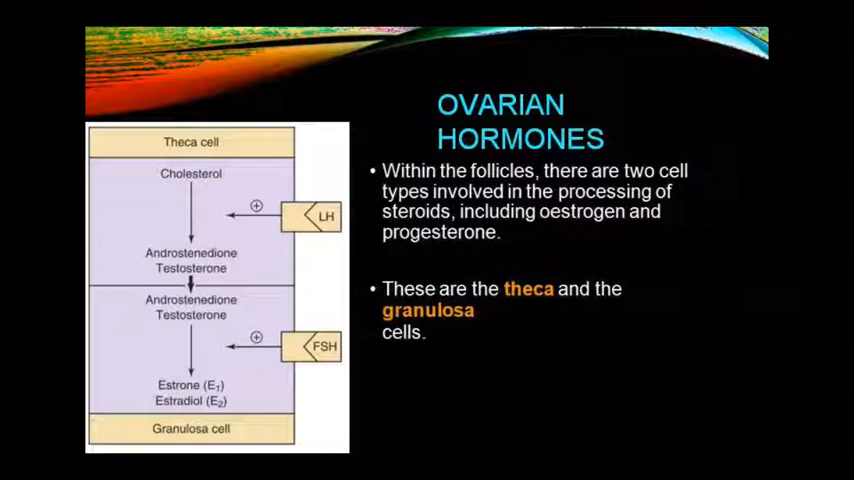 OVARIAN
HORMONES
Theca cell
Cholesterol
⊕
LH
Androstenedione
Testosterone
Androstenedione
Testosterone
⊕
FSH
Estrone (E₁)
Estradiol (E₂)
Granulosa cell
• Within the follicles, there are two cell
types involved in the processing of
steroids, including oestrogen and
progesterone.
• These are the theca and the
granulosa
cells.